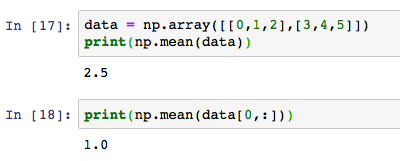 In [17]: data = np.array([[0,1,2],[3,4,5]])
print(np.mean(data))
2.5
In [18]: print(np.mean(data[0,:]))
1.0